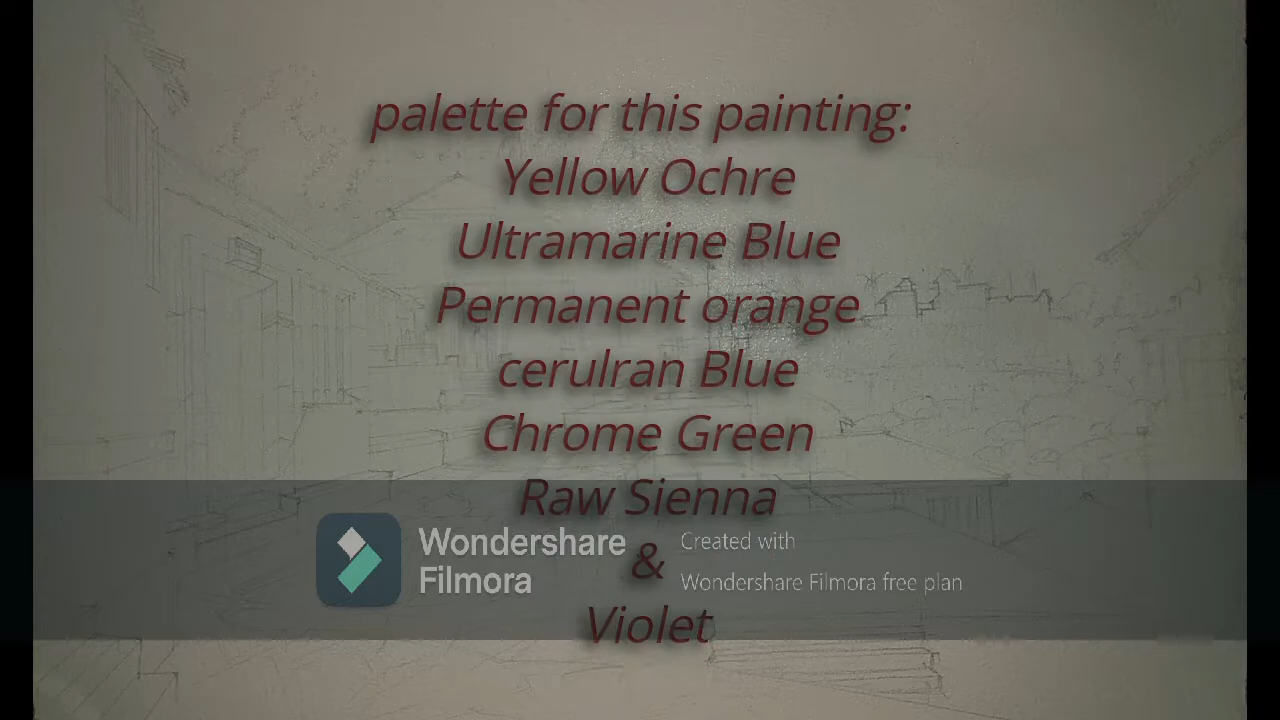 palette for this painting:
Yellow Ochre
Ultramarine Blue
Permanent orange
cerulran Blue
Chrome Green
Raw Sienna
&
Violet
Wondershare
Filmora
Created with
Wondershare Filmora free plan